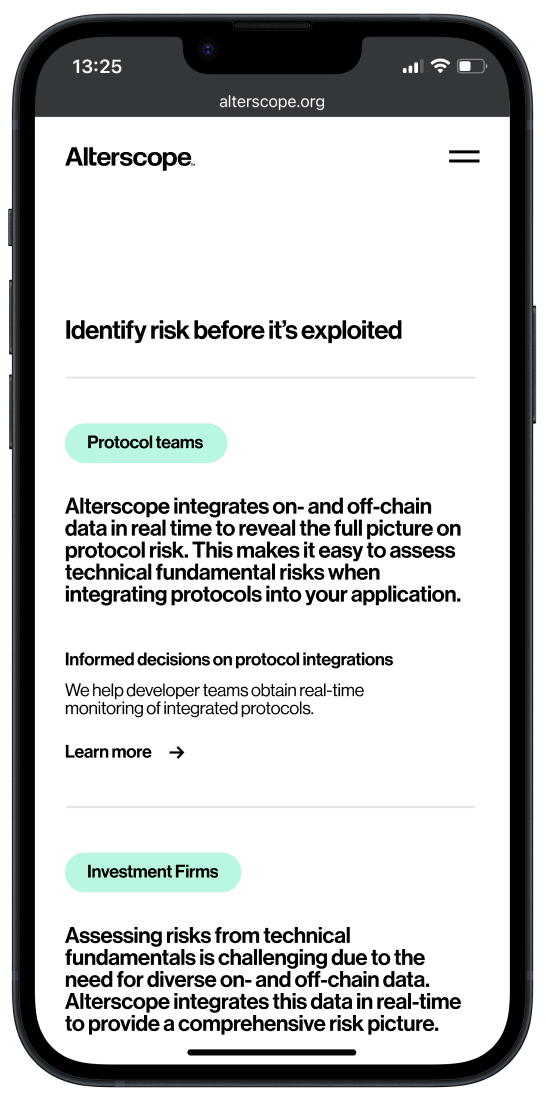 13:25
alterscope.org
Alterscope™
Identify risk before it’s exploited
Protocol teams
Alterscope integrates on- and off-chain
data in real time to reveal the full picture on
protocol risk. This makes it easy to assess
technical fundamental risks when
integrating protocols into your application.
Informed decisions on protocol integrations
We help developer teams obtain real-time
monitoring of integrated protocols.
Learn more →
Investment Firms
Assessing risks from technical
fundamentals is challenging due to the
need for diverse on- and off-chain data.
Alterscope integrates this data in real-time
to provide a comprehensive risk picture.